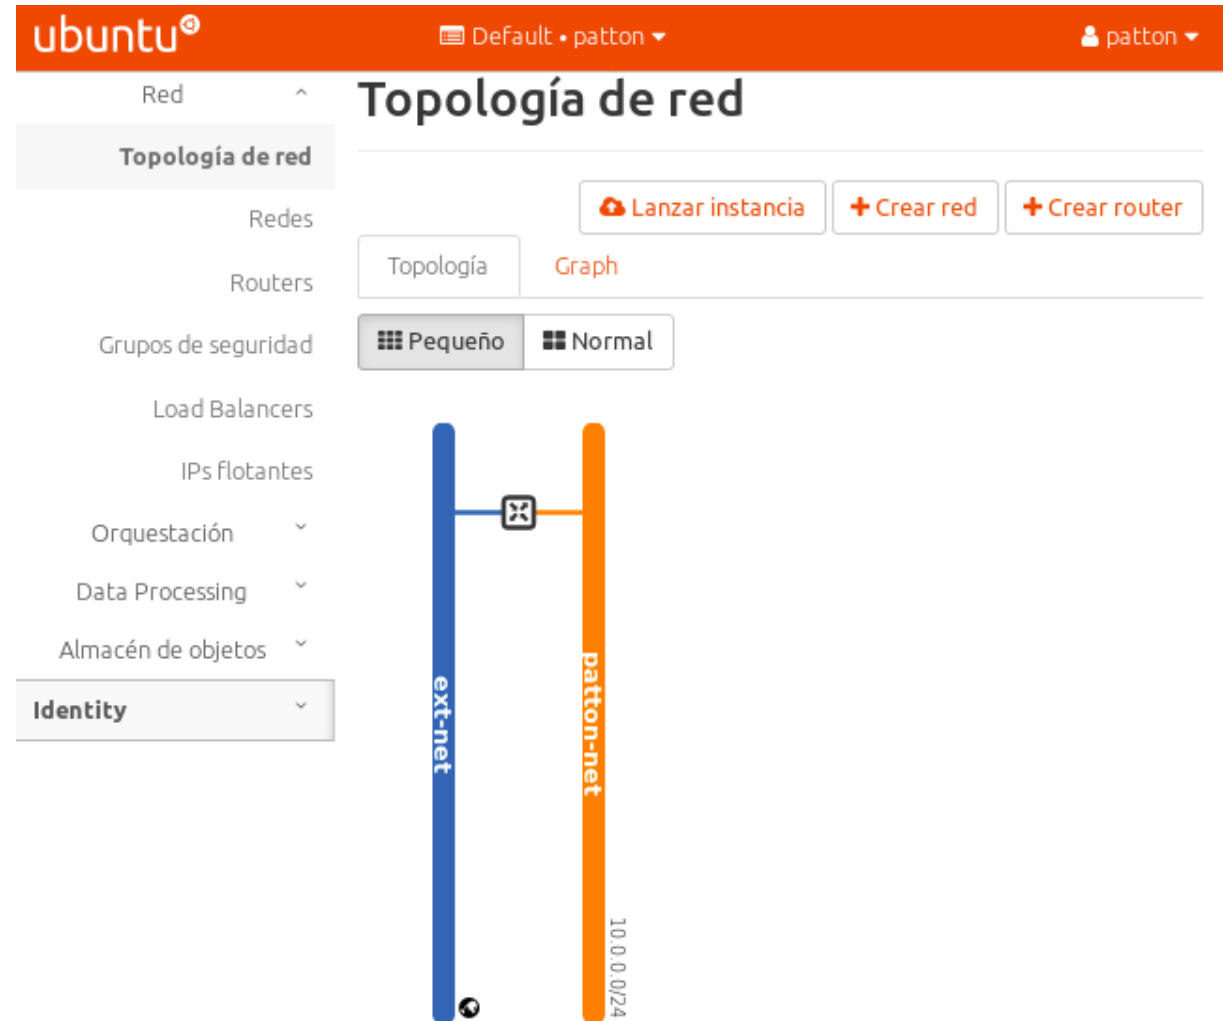 ubuntu
Default • patton
patton
Red
Topología de red
Redes
Routers
Grupos de seguridad
Load Balancers
IPs flotantes
Orquestación
Data Processing
Almacén de objetos
Identity
Topología de red
Lanzar instancia
Crear red
Crear router
Topología
Graph
Pequeño
Normal
ext-net
patton-net
10.0.0.0/24